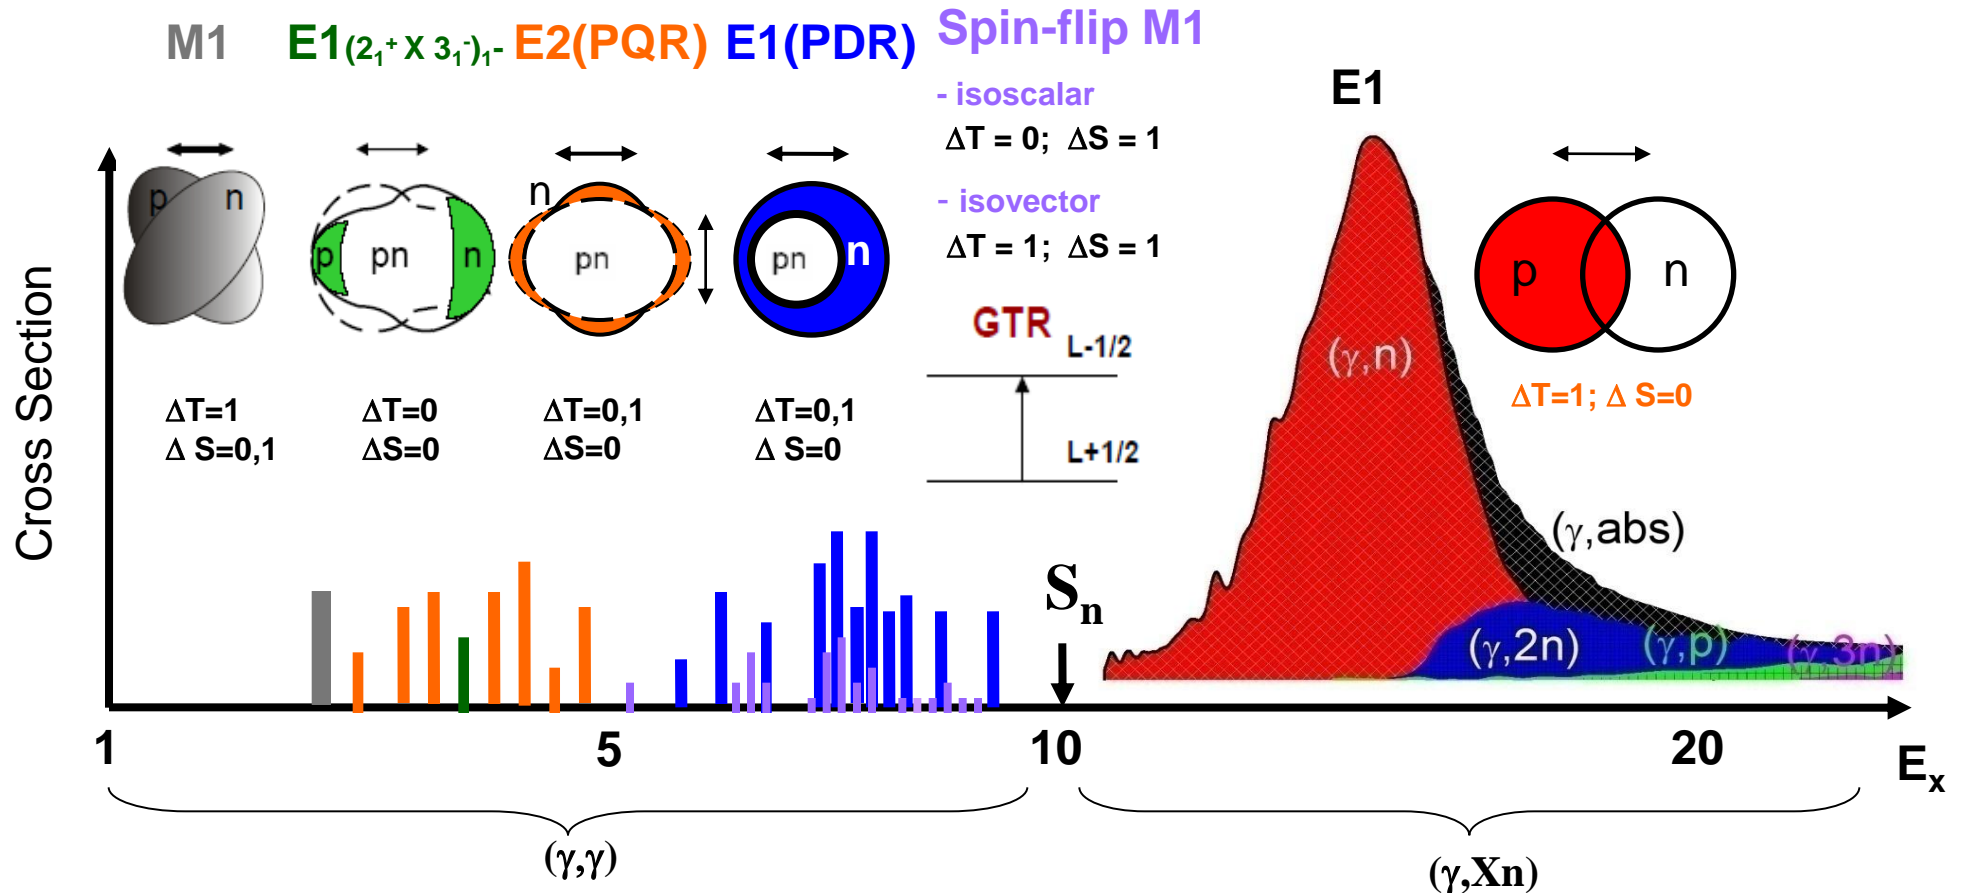 M1
E1(2₁⁺ X 3₁⁻)₁-
E2(PQR)
E1(PDR)
Spin-flip M1
- isoscalar
ΔT = 0; ΔS = 1
- isovector
ΔT = 1; ΔS = 1
E1
p n
p pn n
n
pn
pn n
p n
GTR
L-1/2
L+1/2
ΔT=1
Δ S=0,1
ΔT=0
ΔS=0
ΔT=0,1
ΔS=0
ΔT=0,1
Δ S=0
ΔT=1; Δ S=0
Cross Section
(γ,n)
(γ,abs)
(γ,2n)
(γ,p)
(γ,3n)
Sₙ
1 5 10 20
Eₓ
(γ,γ)
(γ,Xn)